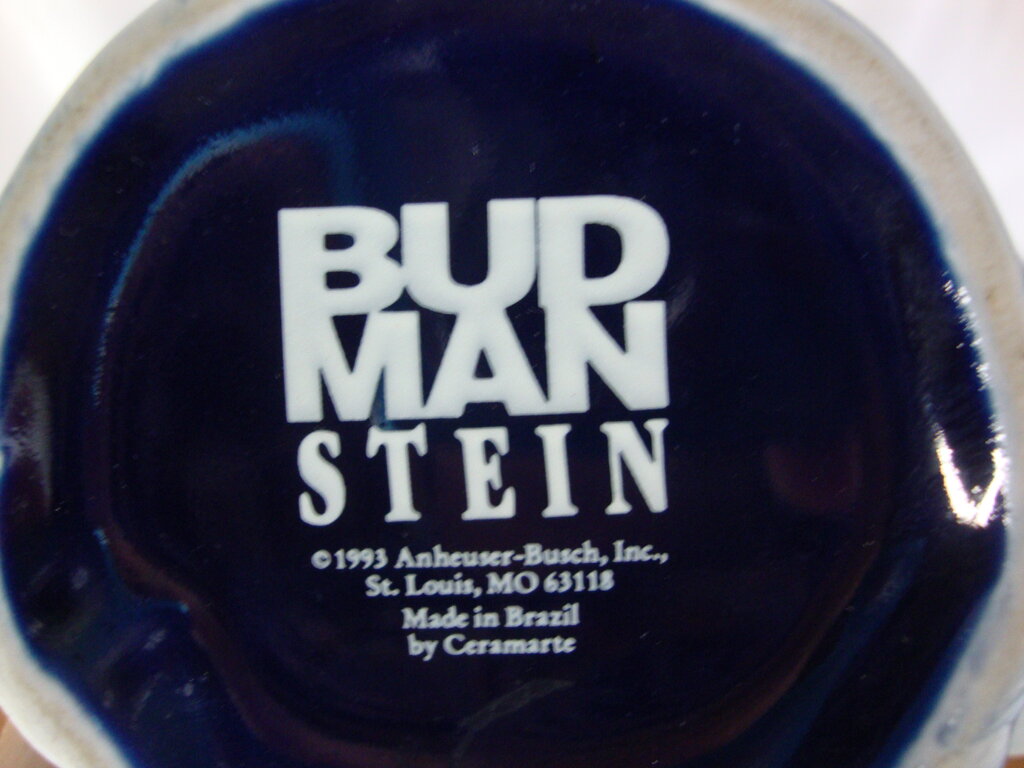 BUD
MAN
STEIN
©1993 Anheuser-Busch, Inc.,
St. Louis, MO 63118
Made in Brazil
by Ceramarte